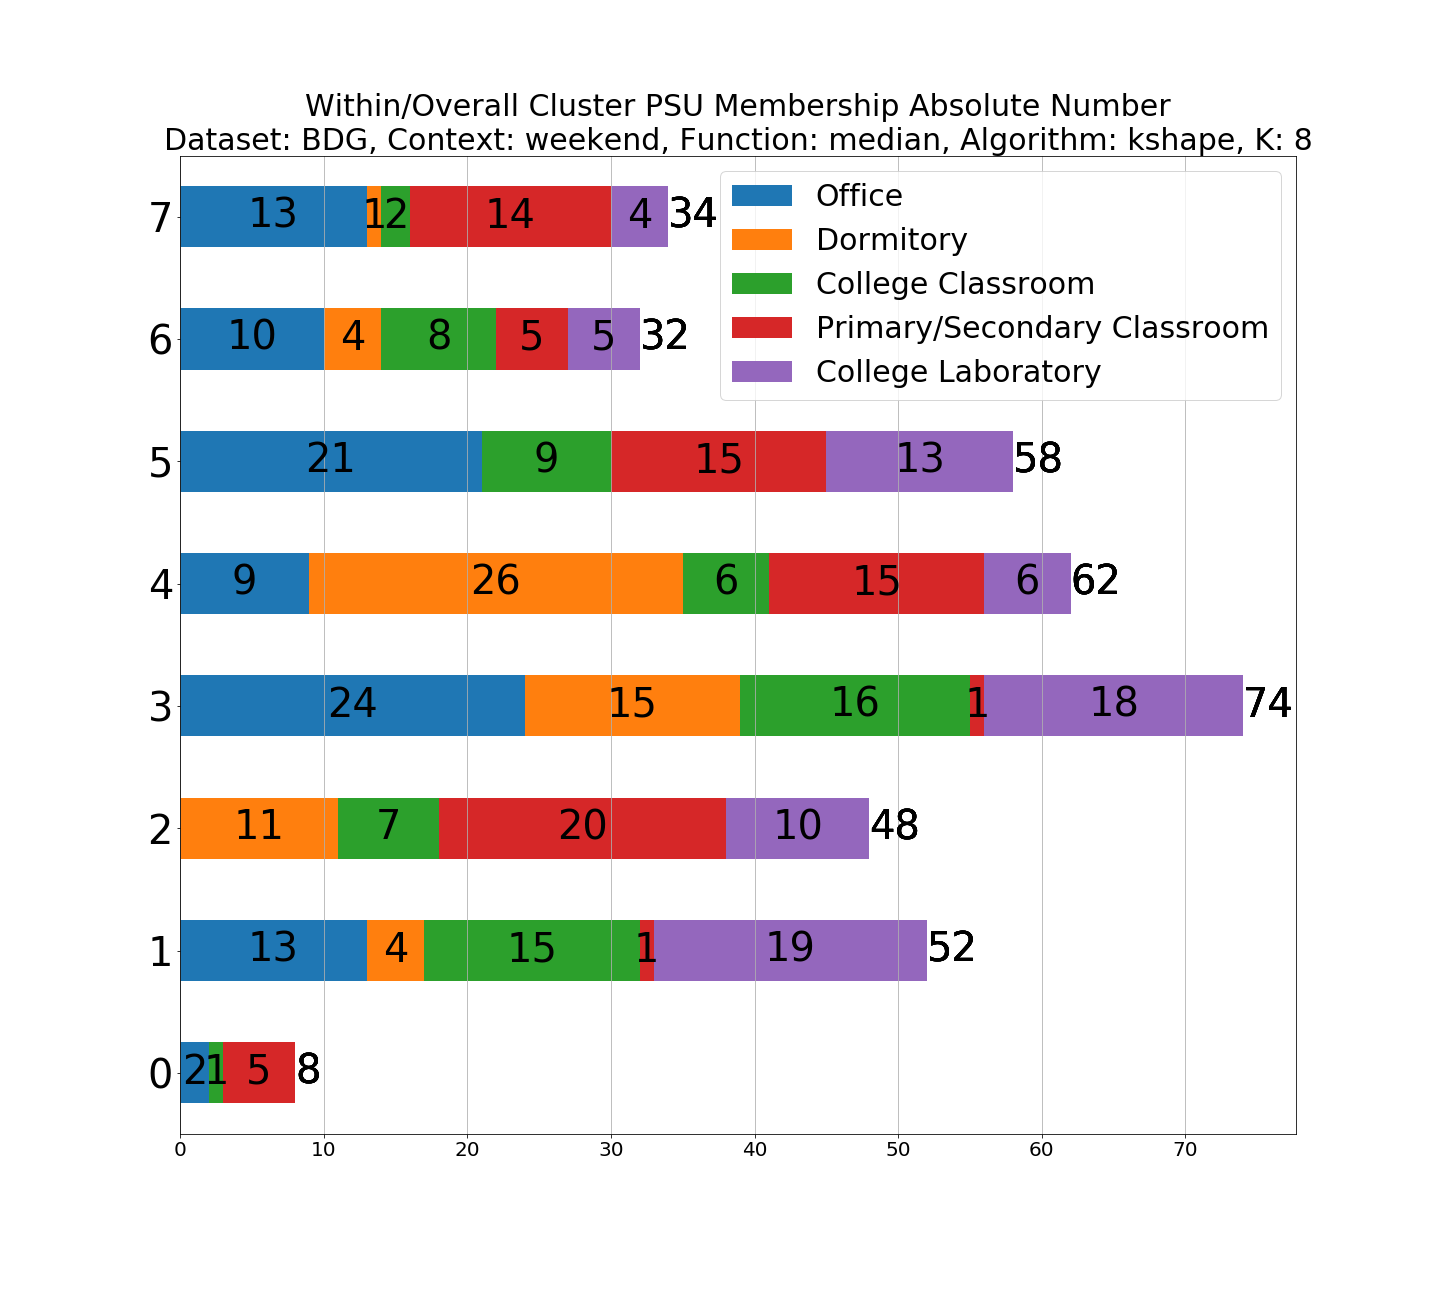 Within/Overall Cluster PSU Membership Absolute Number
Dataset: BDG, Context: weekend, Function: median, Algorithm: kshape, K: 8
Office
Dormitory
College Classroom
Primary/Secondary Classroom
College Laboratory
7 13 1 2 14 4 34
6 10 4 8 5 5 32
5 21 9 15 13 58
4 9 26 6 15 6 62
3 24 15 16 1 18 74
2 11 7 20 10 48
1 13 4 15 1 19 52
0 2 1 5 8
0 10 20 30 40 50 60 70